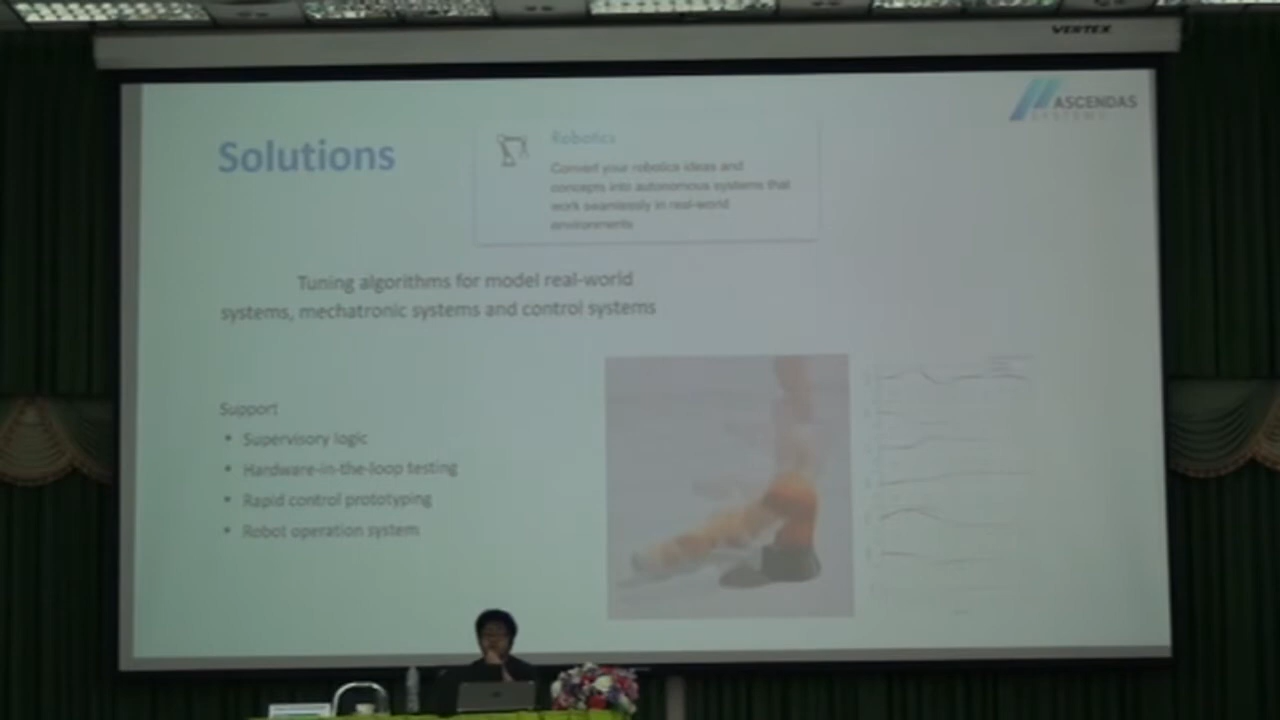 VERTEX
ASCENDAS
SYSTEMS
Solutions
Robotics
Convert your robotics ideas and
concepts into autonomous systems that
work seamlessly in real-world
environments
Tuning algorithms for model real-world
systems, mechatronic systems and control systems
Support
• Supervisory logic
• Hardware-in-the-loop testing
• Rapid control prototyping
• Robot operation system